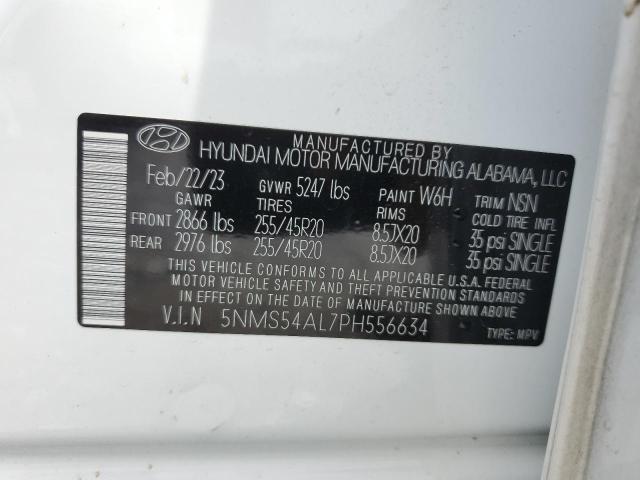 MANUFACTURED BY
HYUNDAI MOTOR MANUFACTURING ALABAMA, LLC
Feb/22/23 GVWR 5247 lbs PAINT W6H TRIM NSN
GAWR TIRES RIMS COLD TIRE INFL
FRONT 2866 lbs 255/45R20 8.5JX20 35 psi SINGLE
REAR 2976 lbs 255/45R20 8.5JX20 35 psi SINGLE
THIS VEHICLE CONFORMS TO ALL APPLICABLE U.S.A. FEDERAL
MOTOR VEHICLE SAFETY AND THEFT PREVENTION STANDARDS
IN EFFECT ON THE DATE OF MANUFACTURE SHOWN ABOVE
V.I.N 5NMS54AL7PH556634 TYPE: MPV